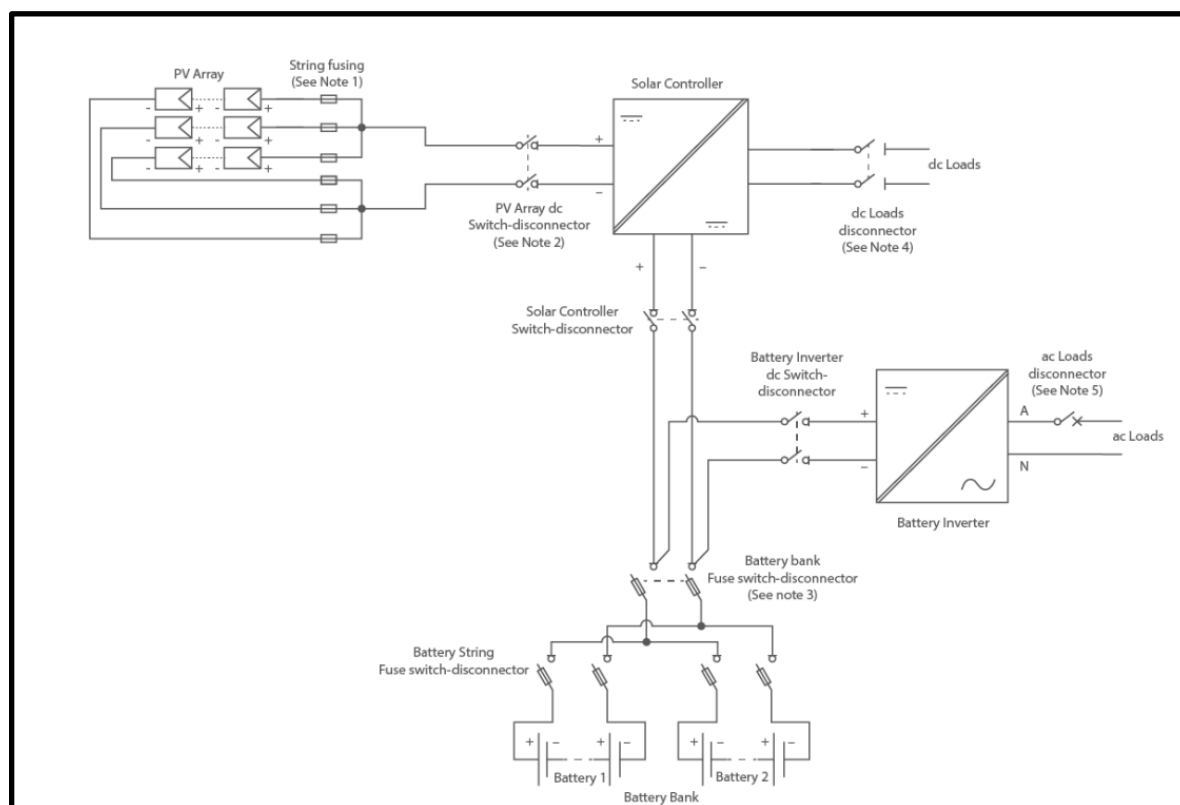 PV Array
String fusing
(See Note 1)
- + - +
- + - +
- + - +
Solar Controller
+
−
PV Array dc
Switch-disconnector
(See Note 2)
dc Loads
dc Loads
disconnector
(See Note 4)
+
−
Solar Controller
Switch-disconnector
Battery Inverter
dc Switch-
disconnector
+
−
ac Loads
disconnector
(See Note 5)
A
ac Loads
N
Battery Inverter
Battery bank
Fuse switch-disconnector
(See note 3)
Battery String
Fuse switch-disconnector
+ − + − + − + −
Battery 1
Battery 2
Battery Bank